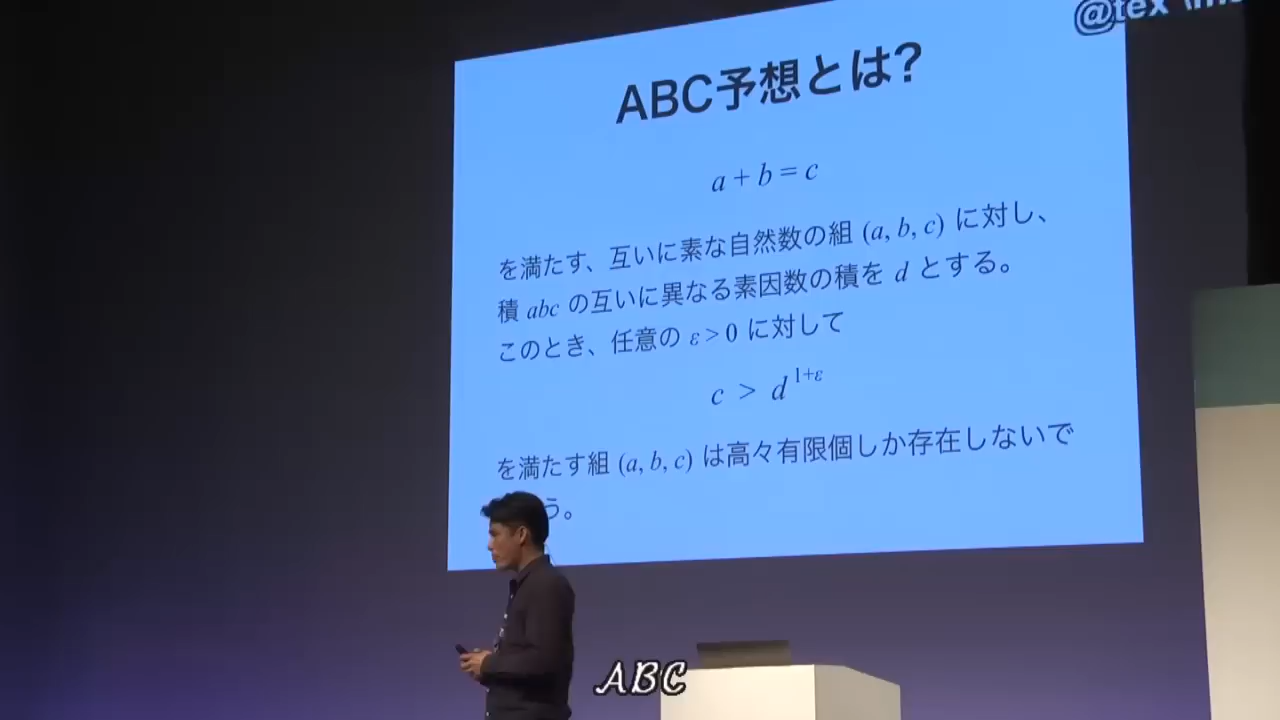 @tex
ABC予想とは?
a + b = c
を満たす、互いに素な自然数の組 (a, b, c) に対し、
積 abc の互いに異なる素因数の積を d とする。
このとき、任意の ε > 0 に対して
c > d^{1+ε}
を満たす組 (a, b, c) は高々有限個しか存在しないで
う。
ABC